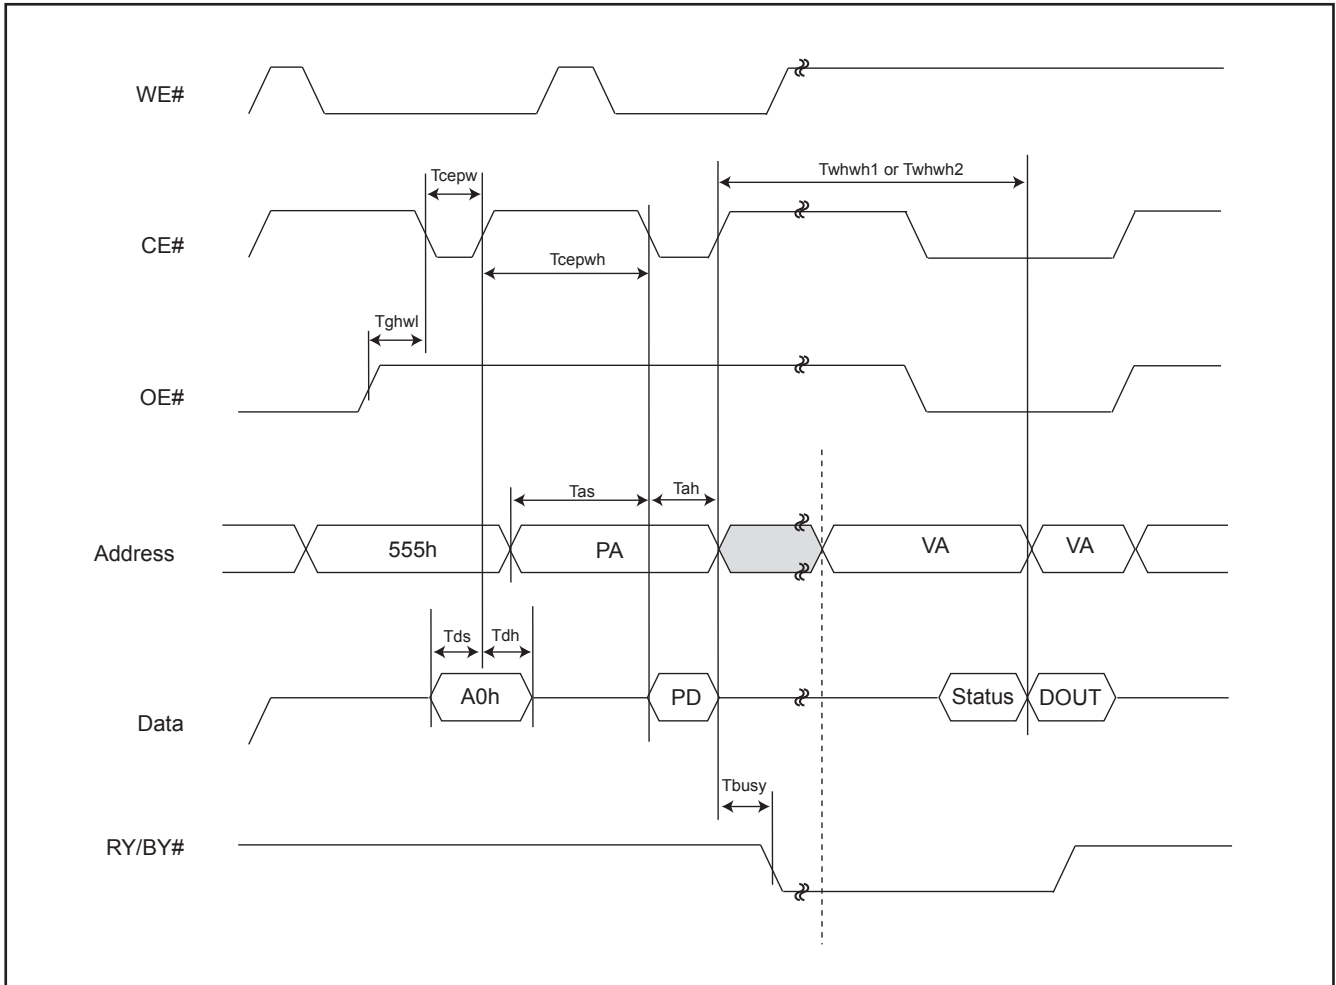 WE#
Twhwh1 or Twhwh2
Tcepw
CE#
Tcepwh
Tghwl
OE#
Tas
Tah
Address
555h
PA
VA
VA
Tds
Tdh
A0h
PD
Status
DOUT
Data
Tbusy
RY/BY#